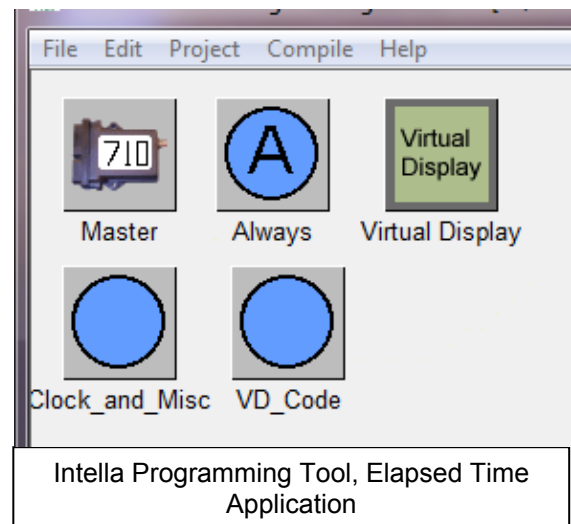 File Edit Project Compile Help
710
A
Virtual
Display
Master Always Virtual Display
Clock_and_Misc VD_Code
Intella Programming Tool, Elapsed Time
Application